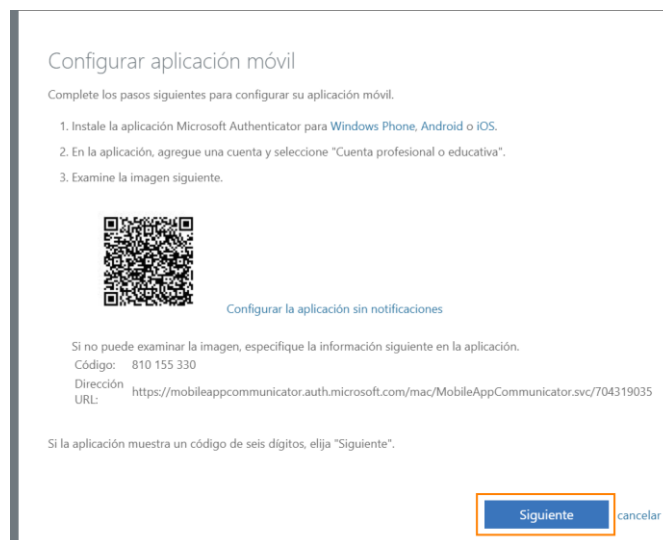 Configurar aplicación móvil
Complete los pasos siguientes para configurar su aplicación móvil.
1. Instale la aplicación Microsoft Authenticator para Windows Phone, Android o iOS.
2. En la aplicación, agregue una cuenta y seleccione "Cuenta profesional o educativa".
3. Examine la imagen siguiente.
Configurar la aplicación sin notificaciones
Si no puede examinar la imagen, especifique la información siguiente en la aplicación.
Código: 810 155 330
Dirección
URL: https://mobileappcommunicator.auth.microsoft.com/mac/MobileAppCommunicator.svc/704319035
Si la aplicación muestra un código de seis dígitos, elija "Siguiente".
Siguiente cancelar